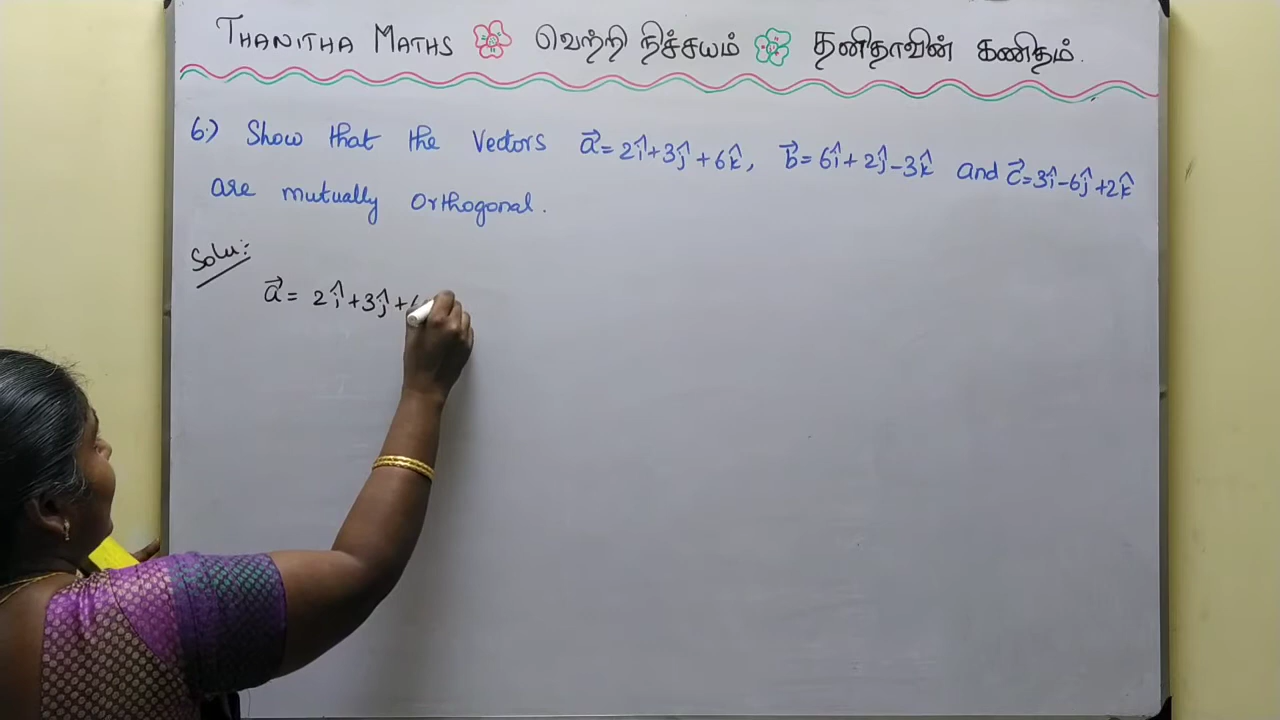 THANITHA MATHS வெற்றி நிச்சயம் தனிதாவின் கணிதம்.
6.) Show that the Vectors a⃗ = 2î+3ĵ+6k̂, b⃗ = 6î+2ĵ-3k̂ and c⃗=3î-6ĵ+2k̂
are mutually Orthogonal.
Solu:
a⃗ = 2î+3ĵ+